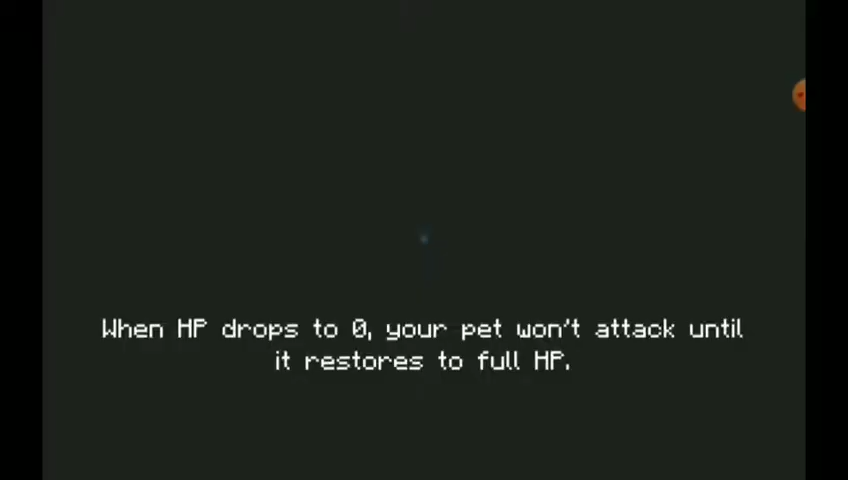 When HP drops to 0, your pet won't attack until
it restores to full HP.